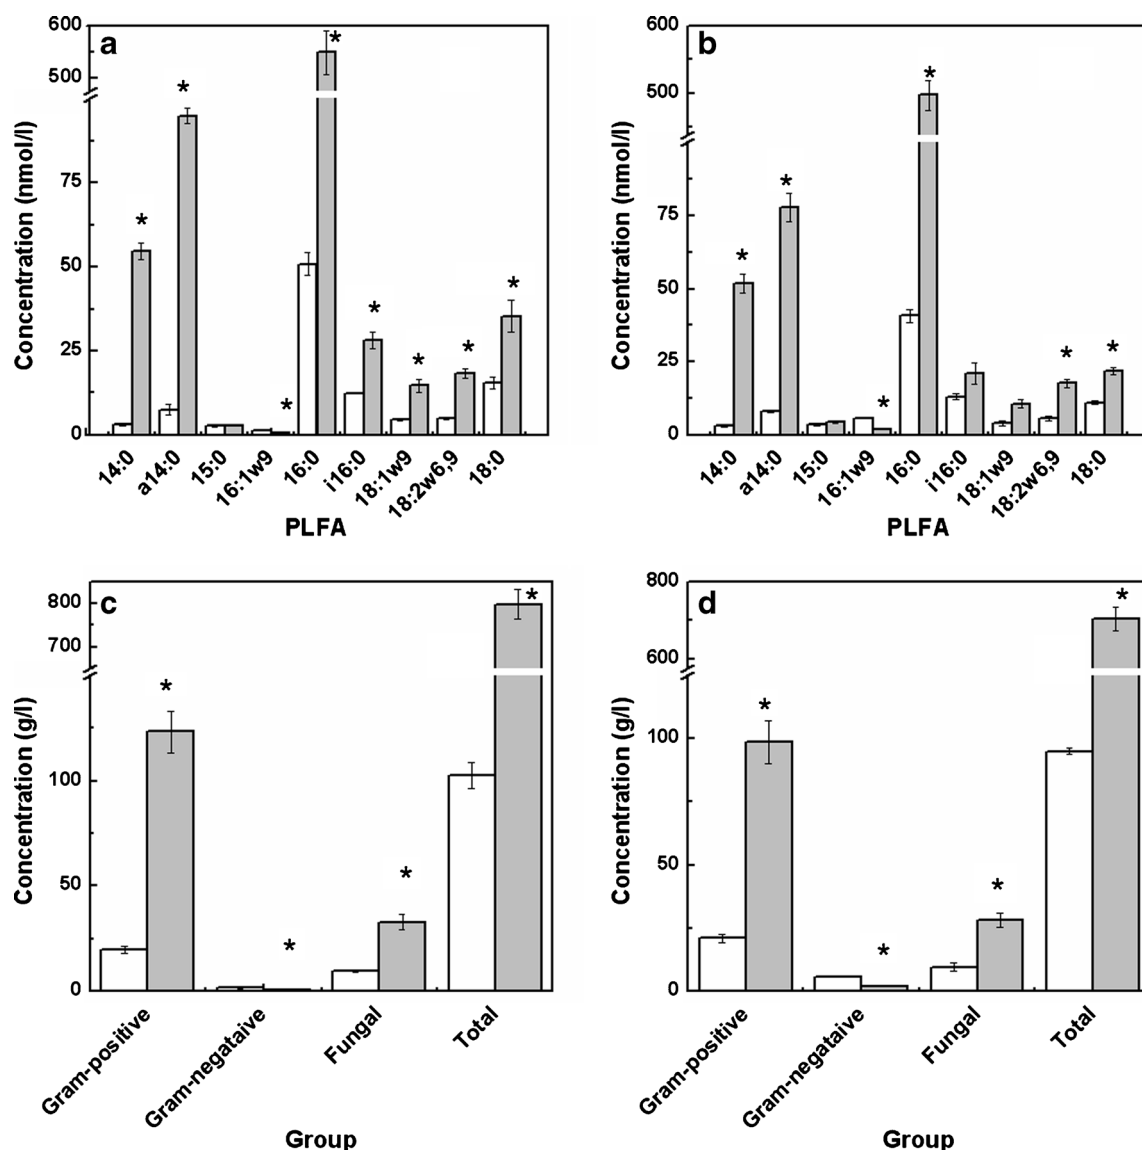 a
600
500
75
50
25
0
Concentration (nmol/l)
*
*
*
*
*
*
*
*
14:0
a14:0
15:0
16:1w9
16:0
i16:0
18:1w9
18:2w6,9
18:0
PLFA
b
600
500
75
50
25
0
Concentration (nmol/l)
*
*
*
*
*
*
14:0
a14:0
15:0
16:1w9
16:0
i16:0
18:1w9
18:2w6,9
18:0
PLFA
c
800
700
100
50
0
Concentration (g/l)
*
*
*
*
Gram-positive
Gram-negataive
Fungal
Total
Group
d
800
600
100
50
0
Concentration (g/l)
*
*
*
*
Gram-positive
Gram-negataive
Fungal
Total
Group